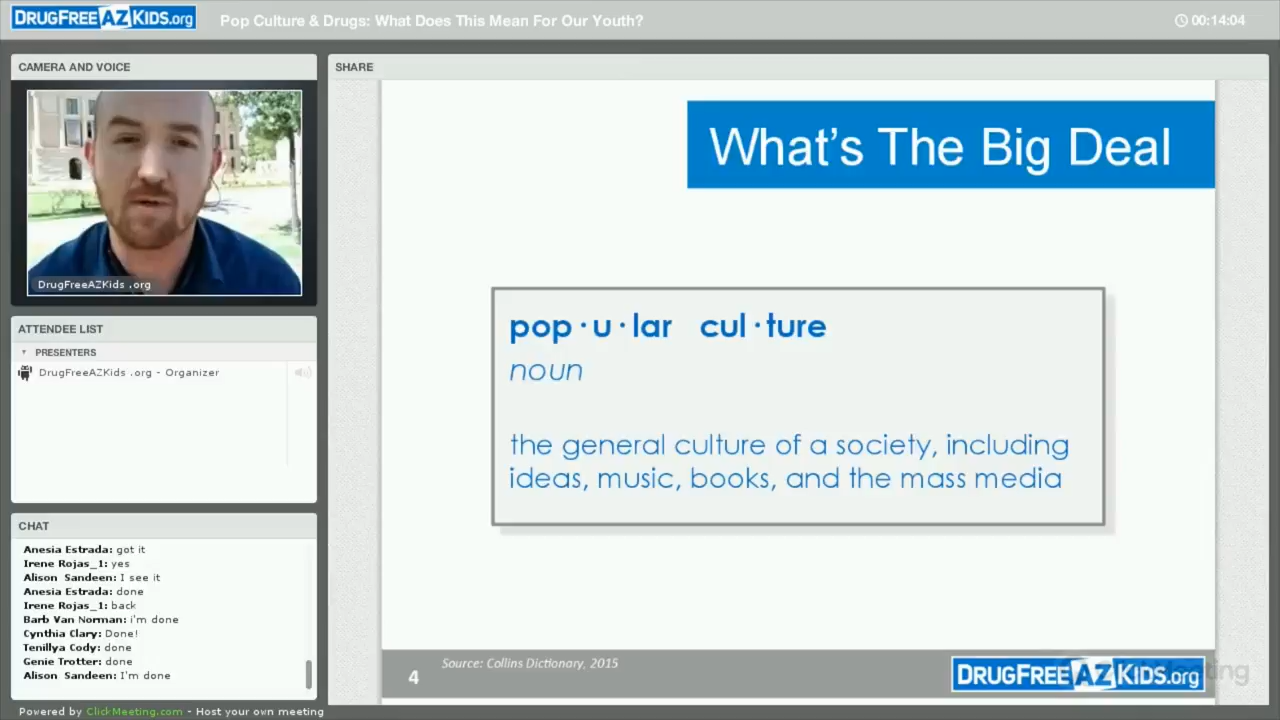 DRUGFREEAZKIDS.org
Pop Culture & Drugs: What Does This Mean For Our Youth?
00:14:04
CAMERA AND VOICE
DrugFreeAZKids .org
ATTENDEE LIST
PRESENTERS
DrugFreeAZKids .org - Organizer
CHAT
Anesia Estrada: got it
Irene Rojas_1: yes
Alison Sandeen: I see it
Anesia Estrada: done
Irene Rojas_1: back
Barb Van Norman: i'm done
Cynthia Clary: Done!
Tenillya Cody: done
Genie Trotter: done
Alison Sandeen: I'm done
SHARE
What's The Big Deal
pop·u·lar cul·ture
noun
the general culture of a society, including
ideas, music, books, and the mass media
Source: Collins Dictionary, 2015
4
DRUGFREEAZKIDS.org
Powered by ClickMeeting.com - Host your own meeting